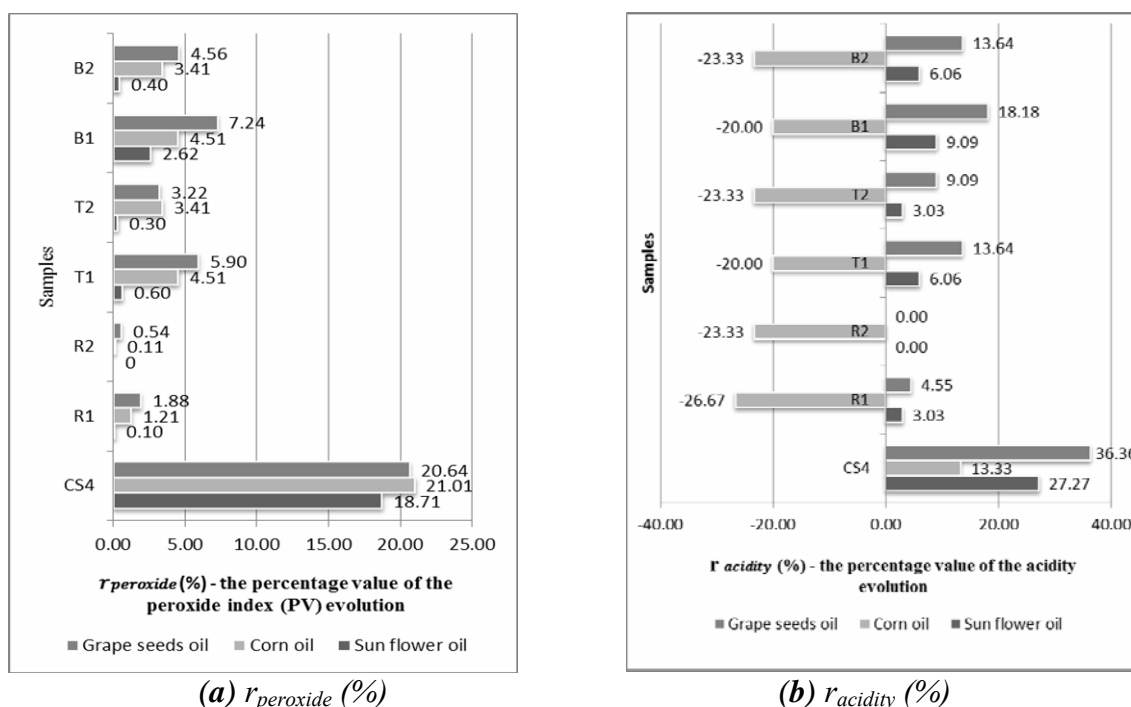 B2
4.56
3.41
0.40
B1
7.24
4.51
2.62
T2
3.22
3.41
0.30
T1
5.90
4.51
0.60
R2
0.54
0.11
0
R1
1.88
1.21
0.10
CS4
20.64
21.01
18.71
Samples
0.00 5.00 10.00 15.00 20.00 25.00
r peroxide (%) - the percentage value of the
peroxide index (PV) evolution
Grape seeds oil Corn oil Sun flower oil
(a) rperoxide (%)
B2
13.64
-23.33
6.06
B1
18.18
-20.00
9.09
T2
9.09
-23.33
3.03
T1
13.64
-20.00
6.06
R2
0.00
-23.33
0.00
R1
4.55
-26.67
3.03
CS4
36.36
13.33
27.27
Samples
-40.00 -20.00 0.00 20.00 40.00
r acidity (%) - the percentage value of the acidity
evolution
Grape seeds oil Corn oil Sun flower oil
(b) racidity (%)